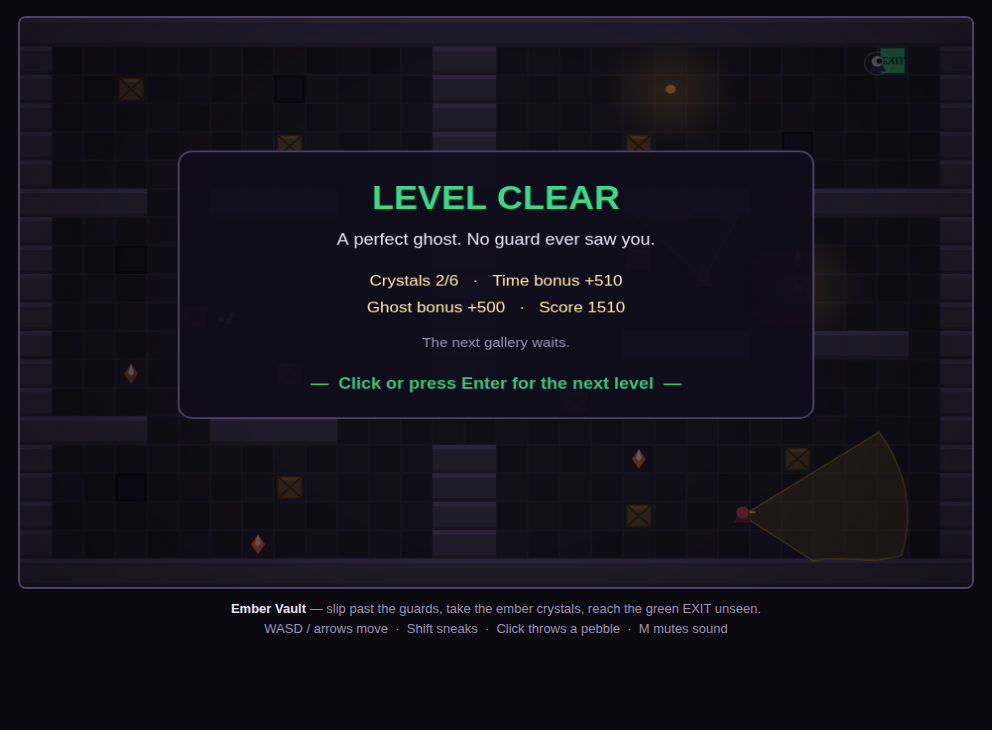 EXIT
LEVEL CLEAR
A perfect ghost. No guard ever saw you.
Crystals 2/6 · Time bonus +510
Ghost bonus +500 · Score 1510
The next gallery waits.
— Click or press Enter for the next level —
Ember Vault — slip past the guards, take the ember crystals, reach the green EXIT unseen.
WASD / arrows move · Shift sneaks · Click throws a pebble · M mutes sound